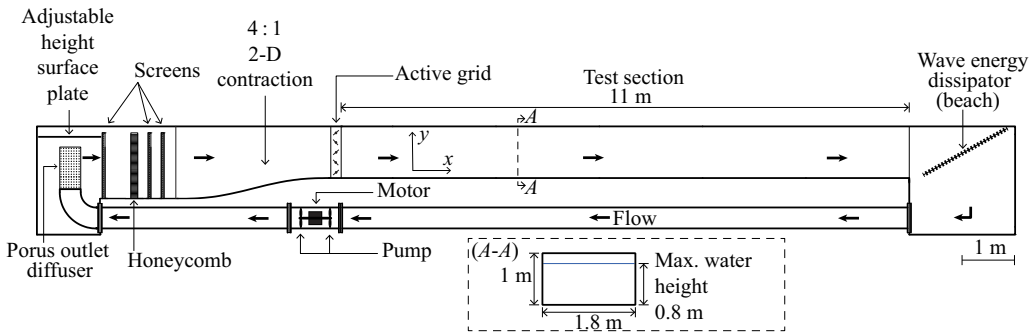 Adjustable
height
surface
plate
Screens
4 : 1
2-D
contraction
Active grid
Test section
11 m
Wave energy
dissipator
(beach)
A
y
x
A
Motor
Flow
Porus outlet
diffuser
Honeycomb
Pump
(A-A)
1 m
Max. water
height
0.8 m
1.8 m
1 m